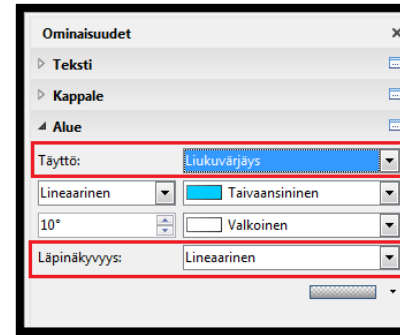 Ominaisuudet
Teksti
Kappale
Alue
Täyttö: Liukuvärjäys
Lineaarinen Taivaansininen
10° Valkoinen
Läpinäkyvyys: Lineaarinen